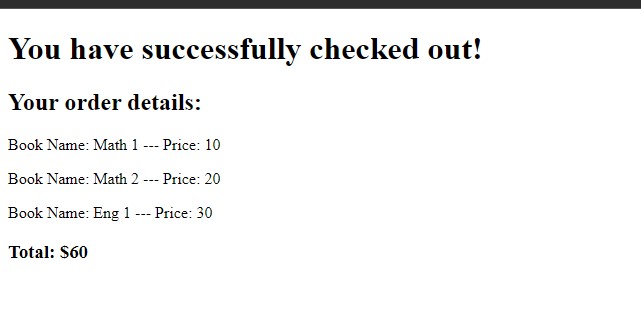 You have successfully checked out!
Your order details:
Book Name: Math 1 --- Price: 10
Book Name: Math 2 --- Price: 20
Book Name: Eng 1 --- Price: 30
Total: $60